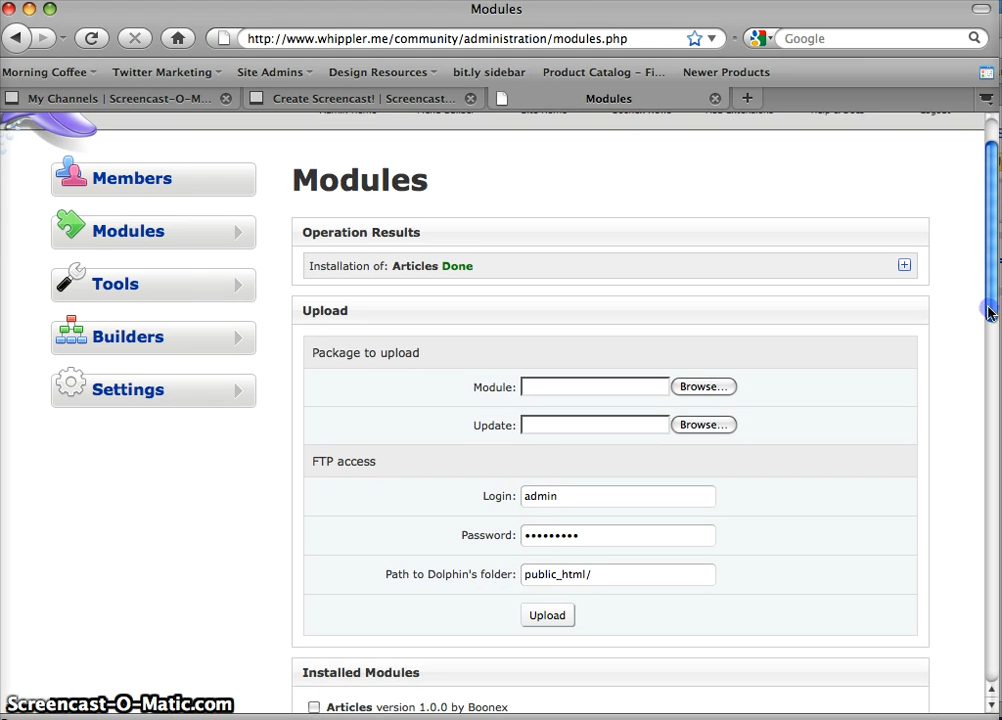 Modules
http://www.whippler.me/community/administration/modules.php
Google
Morning Coffee
Twitter Marketing
Site Admins
Design Resources
bit.ly sidebar
Product Catalog – Fi...
Newer Products
My Channels | Screencast-O-M...
Create Screencast! | Screencast...
Modules
Members
Modules
Tools
Builders
Settings
Modules
Operation Results
Installation of: Articles Done
Upload
Package to upload
Module:
Browse...
Update:
Browse...
FTP access
Login: admin
Password: •••••••••
Path to Dolphin's folder: public_html/
Upload
Installed Modules
Articles version 1.0.0 by Boonex
Screencast-O-Matic.com